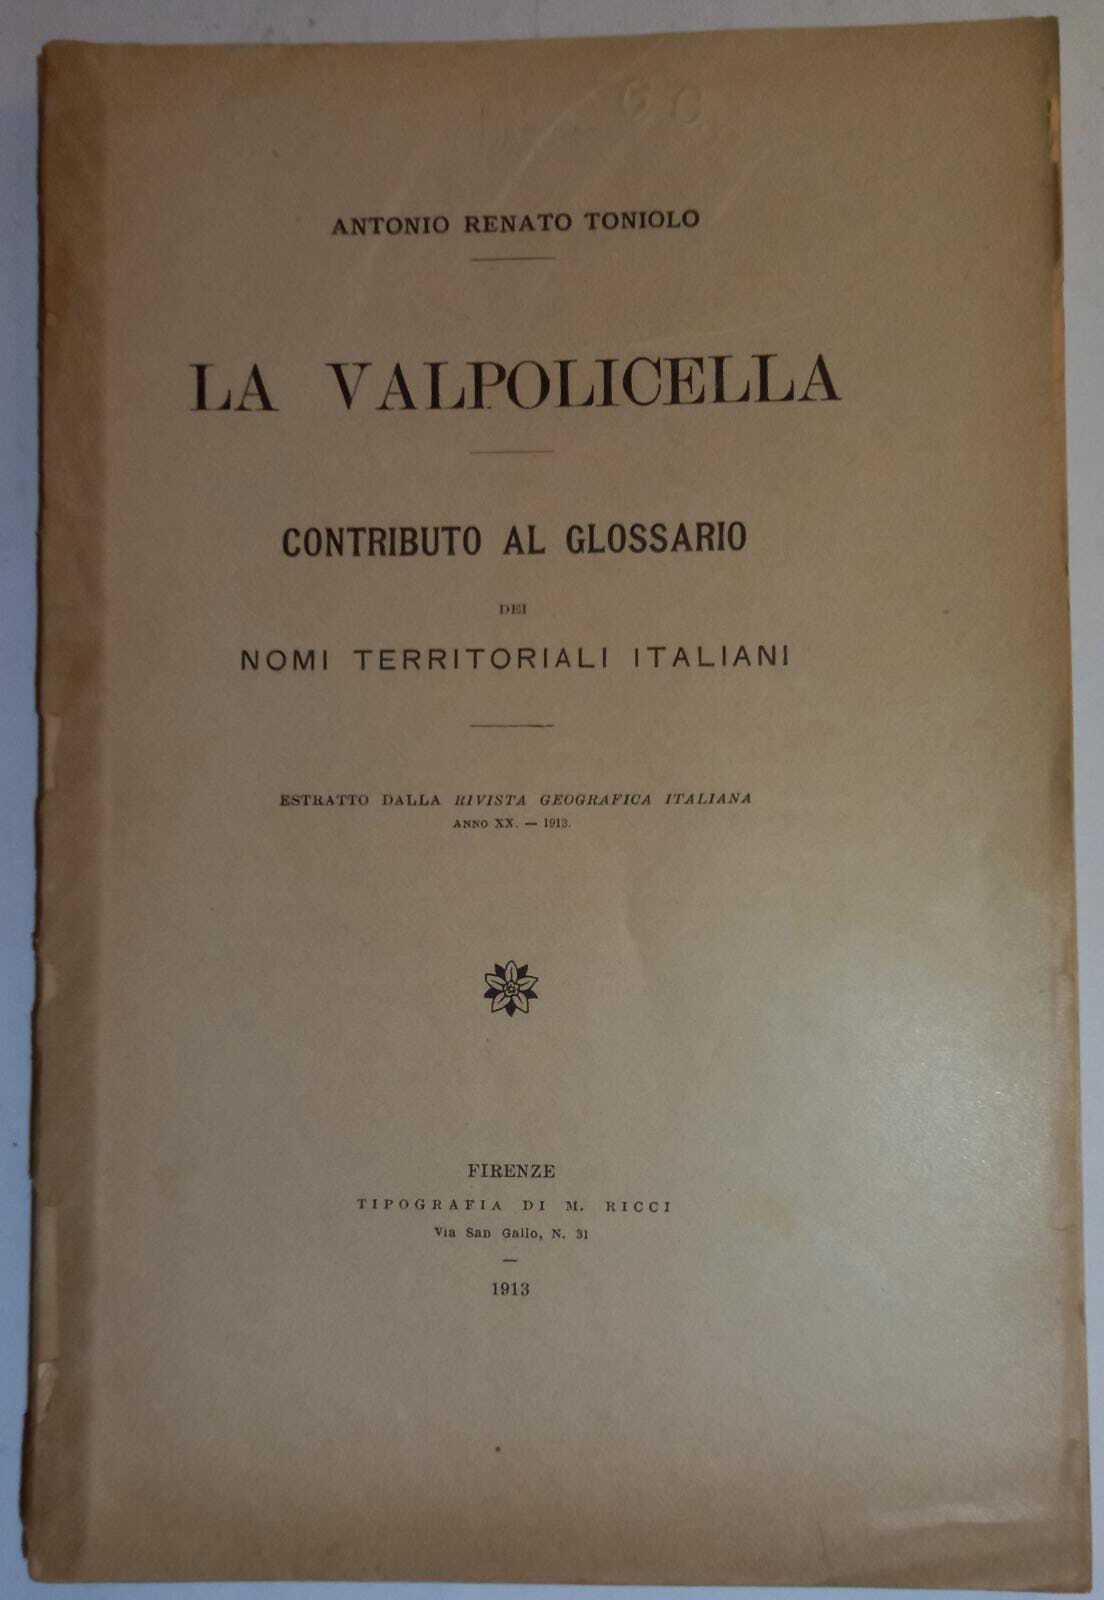 G. C.
ANTONIO RENATO TONIOLO
LA VALPOLICELLA
CONTRIBUTO AL GLOSSARIO
DEI
NOMI TERRITORIALI ITALIANI
ESTRATTO DALLA RIVISTA GEOGRAFICA ITALIANA
ANNO XX. — 1913.
FIRENZE
TIPOGRAFIA DI M. RICCI
Via San Gallo, N. 31
1913